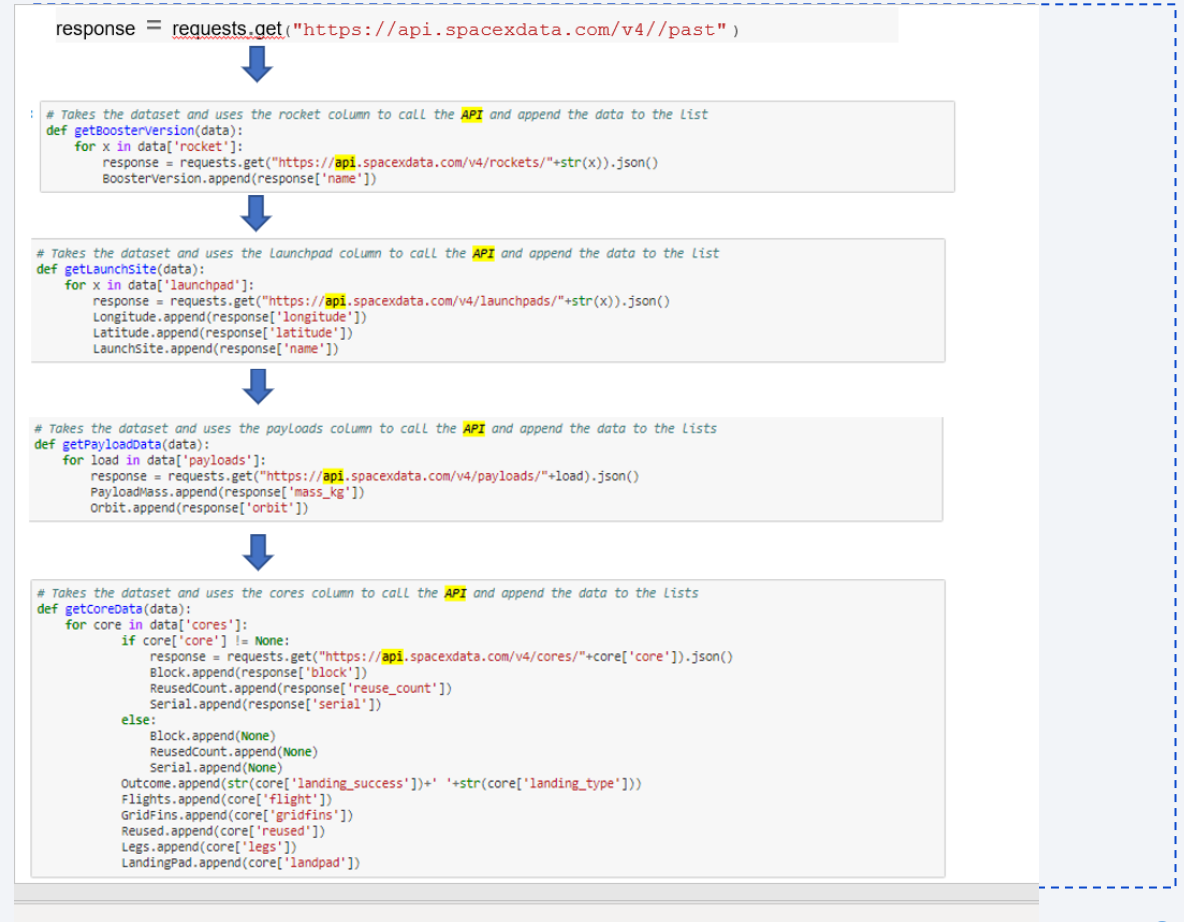 response = requests.get("https://api.spacexdata.com/v4//past")
# Takes the dataset and uses the rocket column to call the API and append the data to the list
def getBoosterVersion(data):
    for x in data['rocket']:
        response = requests.get("https://api.spacexdata.com/v4/rockets/"+str(x)).json()
        BoosterVersion.append(response['name'])
# Takes the dataset and uses the launchpad column to call the API and append the data to the list
def getLaunchSite(data):
    for x in data['launchpad']:
        response = requests.get("https://api.spacexdata.com/v4/launchpads/"+str(x)).json()
        Longitude.append(response['longitude'])
        Latitude.append(response['latitude'])
        LaunchSite.append(response['name'])
# Takes the dataset and uses the payloads column to call the API and append the data to the lists
def getPayloadData(data):
    for load in data['payloads']:
        response = requests.get("https://api.spacexdata.com/v4/payloads/"+load).json()
        PayloadMass.append(response['mass_kg'])
        Orbit.append(response['orbit'])
# Takes the dataset and uses the cores column to call the API and append the data to the lists
def getCoreData(data):
    for core in data['cores']:
            if core['core'] != None:
                response = requests.get("https://api.spacexdata.com/v4/cores/"+core['core']).json()
                Block.append(response['block'])
                ReusedCount.append(response['reuse_count'])
                Serial.append(response['serial'])
            else:
                Block.append(None)
                ReusedCount.append(None)
                Serial.append(None)
            Outcome.append(str(core['landing_success'])+' '+str(core['landing_type']))
            Flights.append(core['flight'])
            GridFins.append(core['gridfins'])
            Reused.append(core['reused'])
            Legs.append(core['legs'])
            LandingPad.append(core['landpad'])